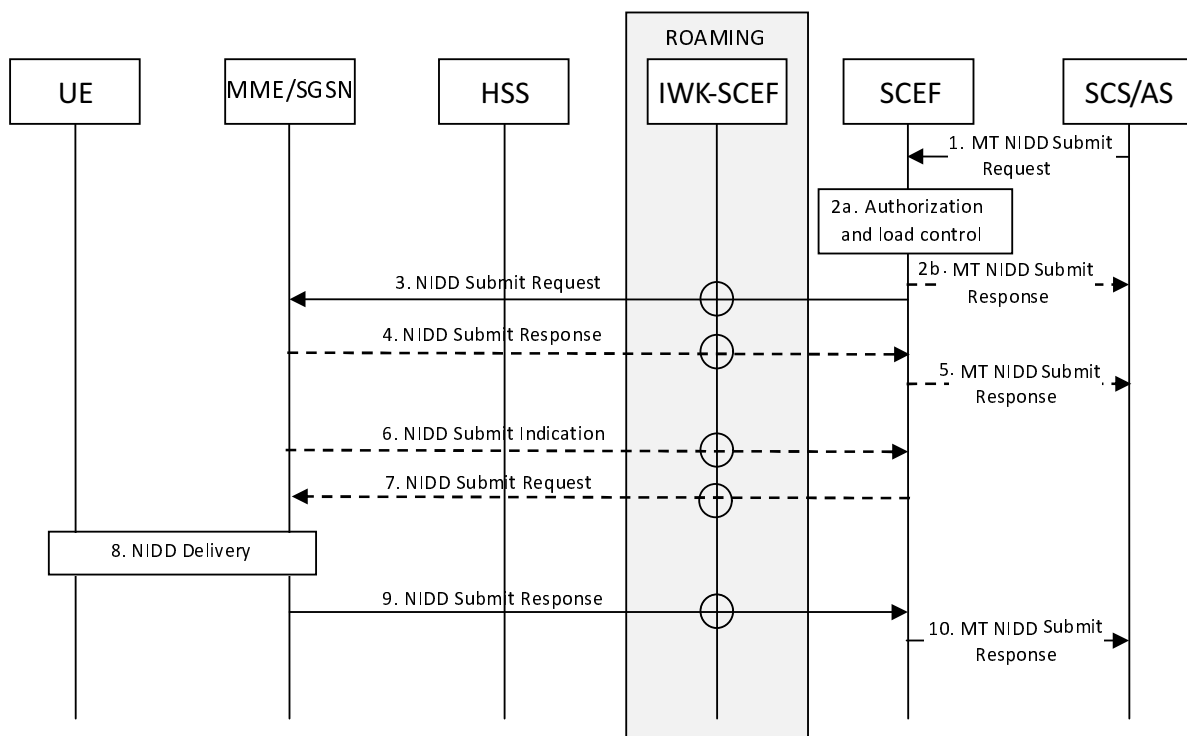 ROAMING
UE
MME/SGSN
HSS
IWK-SCEF
SCEF
SCS/AS
1. MT NIDD Submit
Request
2a. Authorization
and load control
2b. MT NIDD Submit
Response
3. NIDD Submit Request
4. NIDD Submit Response
5. MT NIDD Submit
Response
6. NIDD Submit Indication
7. NIDD Submit Request
8. NIDD Delivery
9. NIDD Submit Response
10. MT NIDD Submit
Response